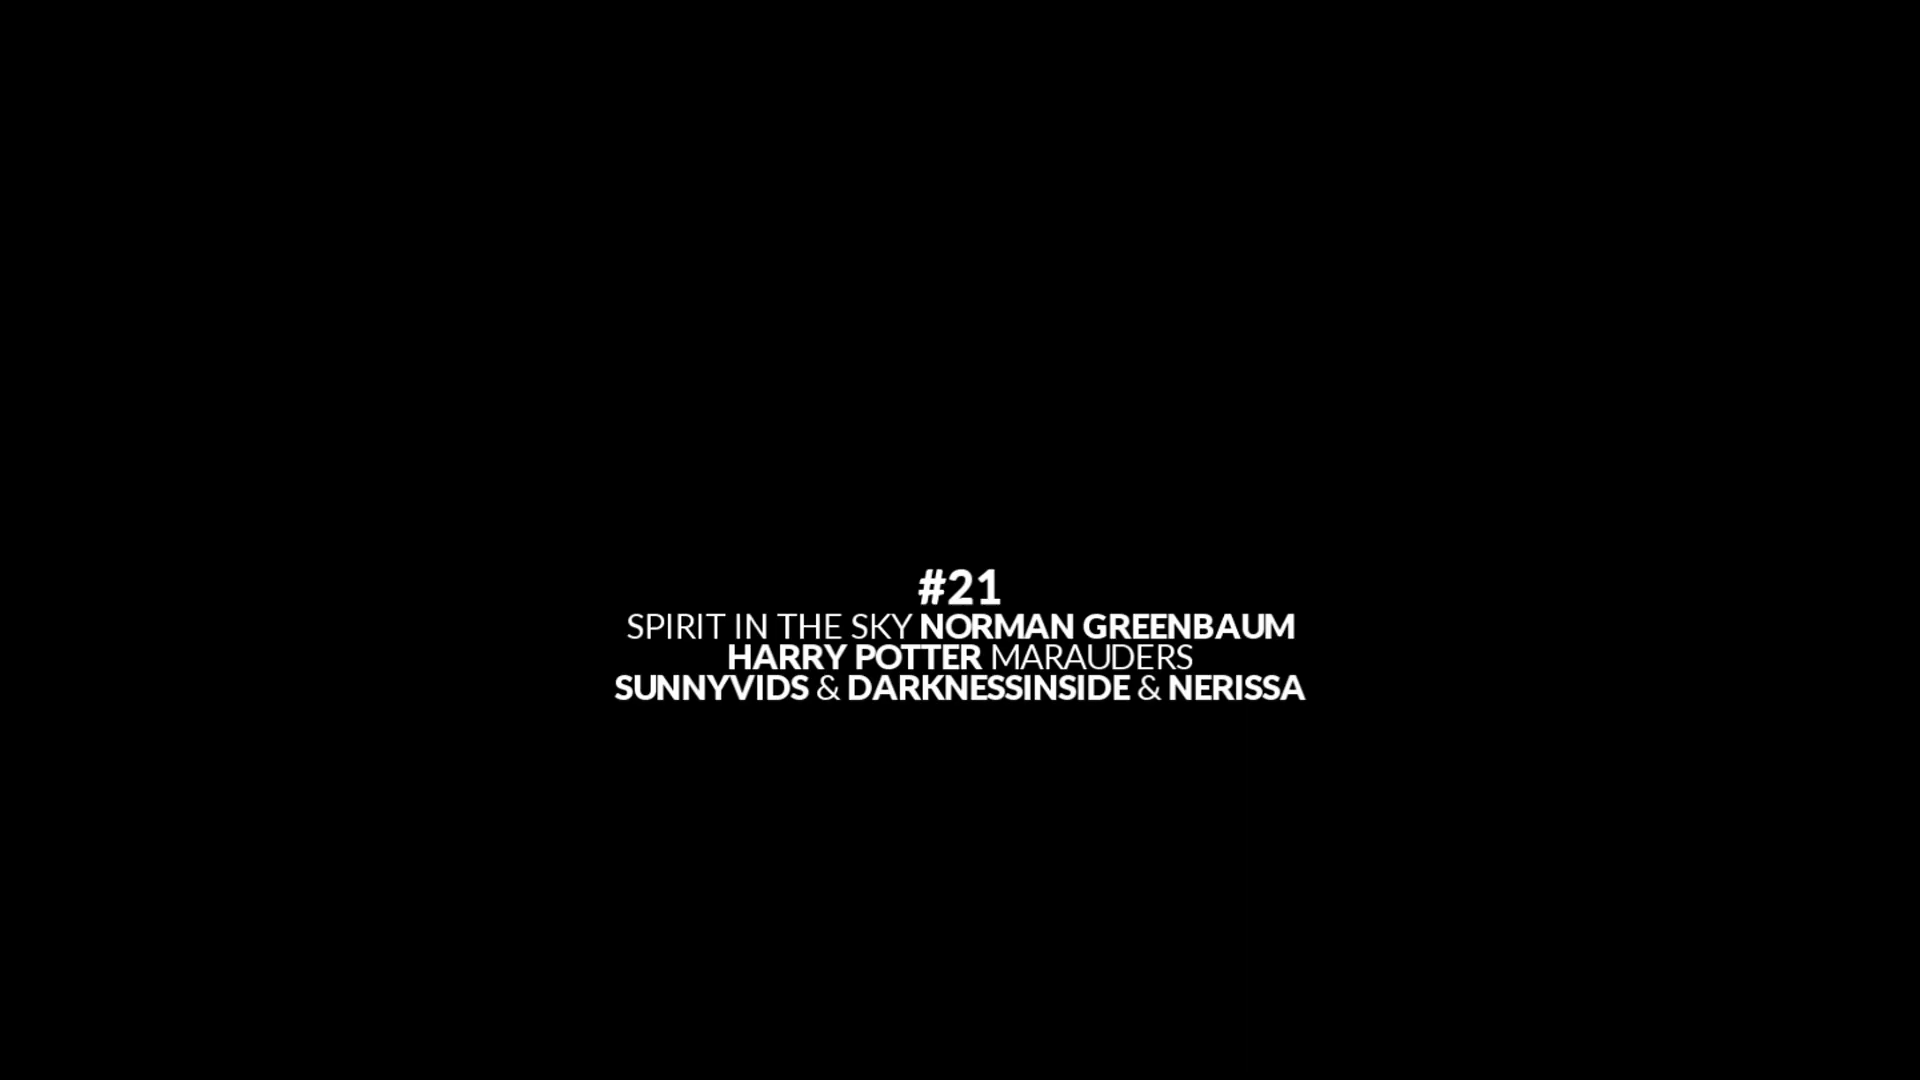 #21
SPIRIT IN THE SKY NORMAN GREENBAUM
HARRY POTTER MARAUDERS
SUNNYVIDS & DARKNESSINSIDE & NERISSA